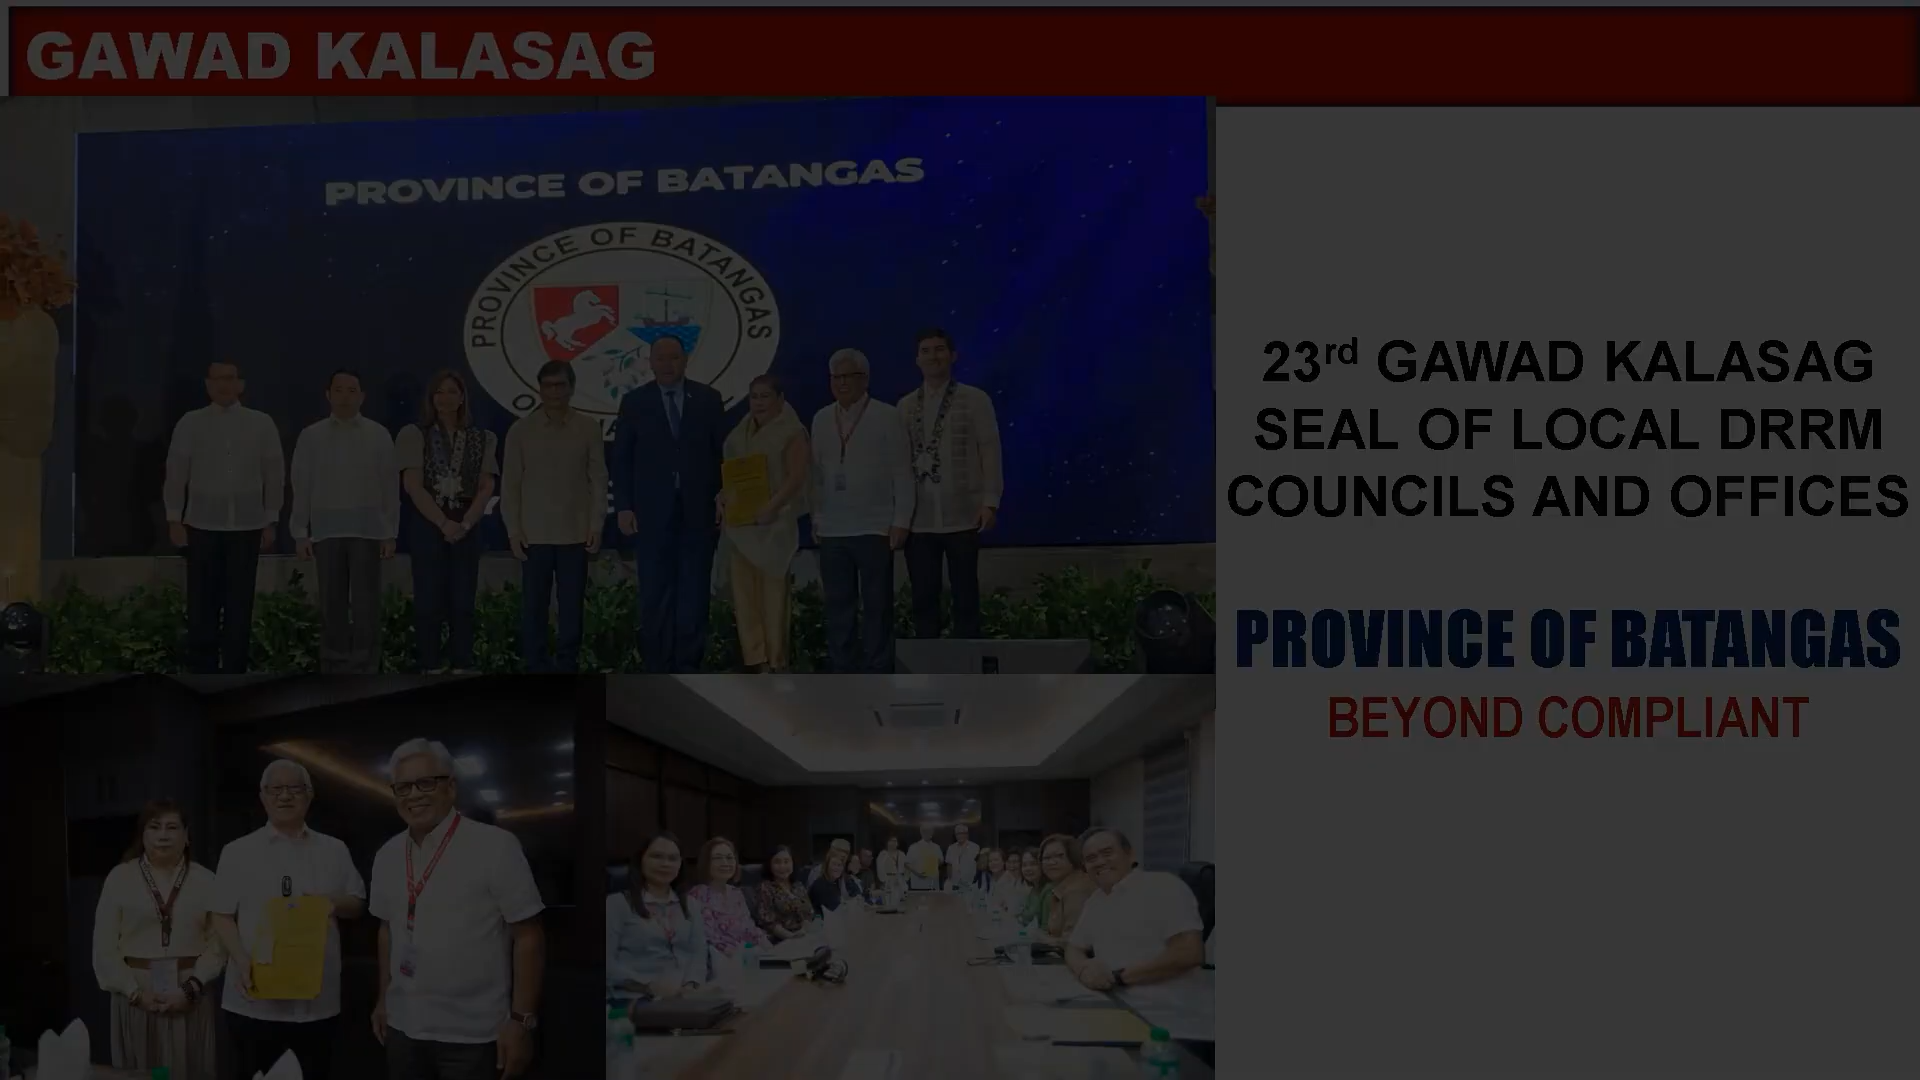 GAWAD KALASAG
PROVINCE OF BATANGAS
PROVINCE OF BATANGAS
23rd GAWAD KALASAG
SEAL OF LOCAL DRRM
COUNCILS AND OFFICES
PROVINCE OF BATANGAS
BEYOND COMPLIANT